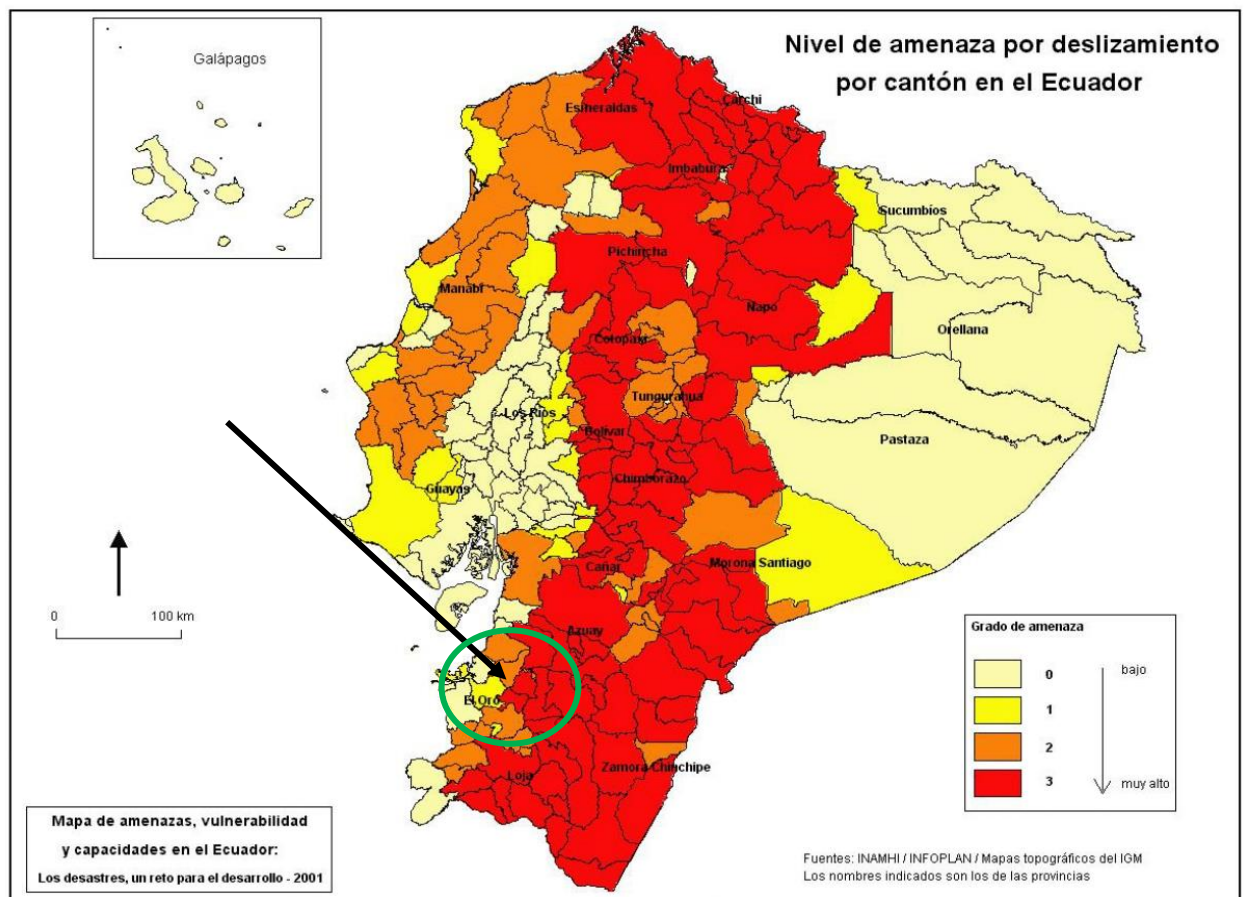 Nivel de amenaza por deslizamiento
por cantón en el Ecuador
Galápagos
Esmeraldas
Carchi
Imbabura
Sucumbios
Pichincha
Manabí
Napo
Orellana
Cotopaxi
Tungurahua
Los Ríos
Bolívar
Pastaza
Guayas
Chimborazo
Cañar
Morona Santiago
Azuay
El Oro
Zamora Chinchipe
Loja
0
100 km
Grado de amenaza
0
bajo
1
2
3
muy alto
Mapa de amenazas, vulnerabilidad
y capacidades en el Ecuador:
Los desastres, un reto para el desarrollo - 2001
Fuentes: INAMHI / INFOPLAN / Mapas topográficos del IGM
Los nombres indicados son los de las provincias